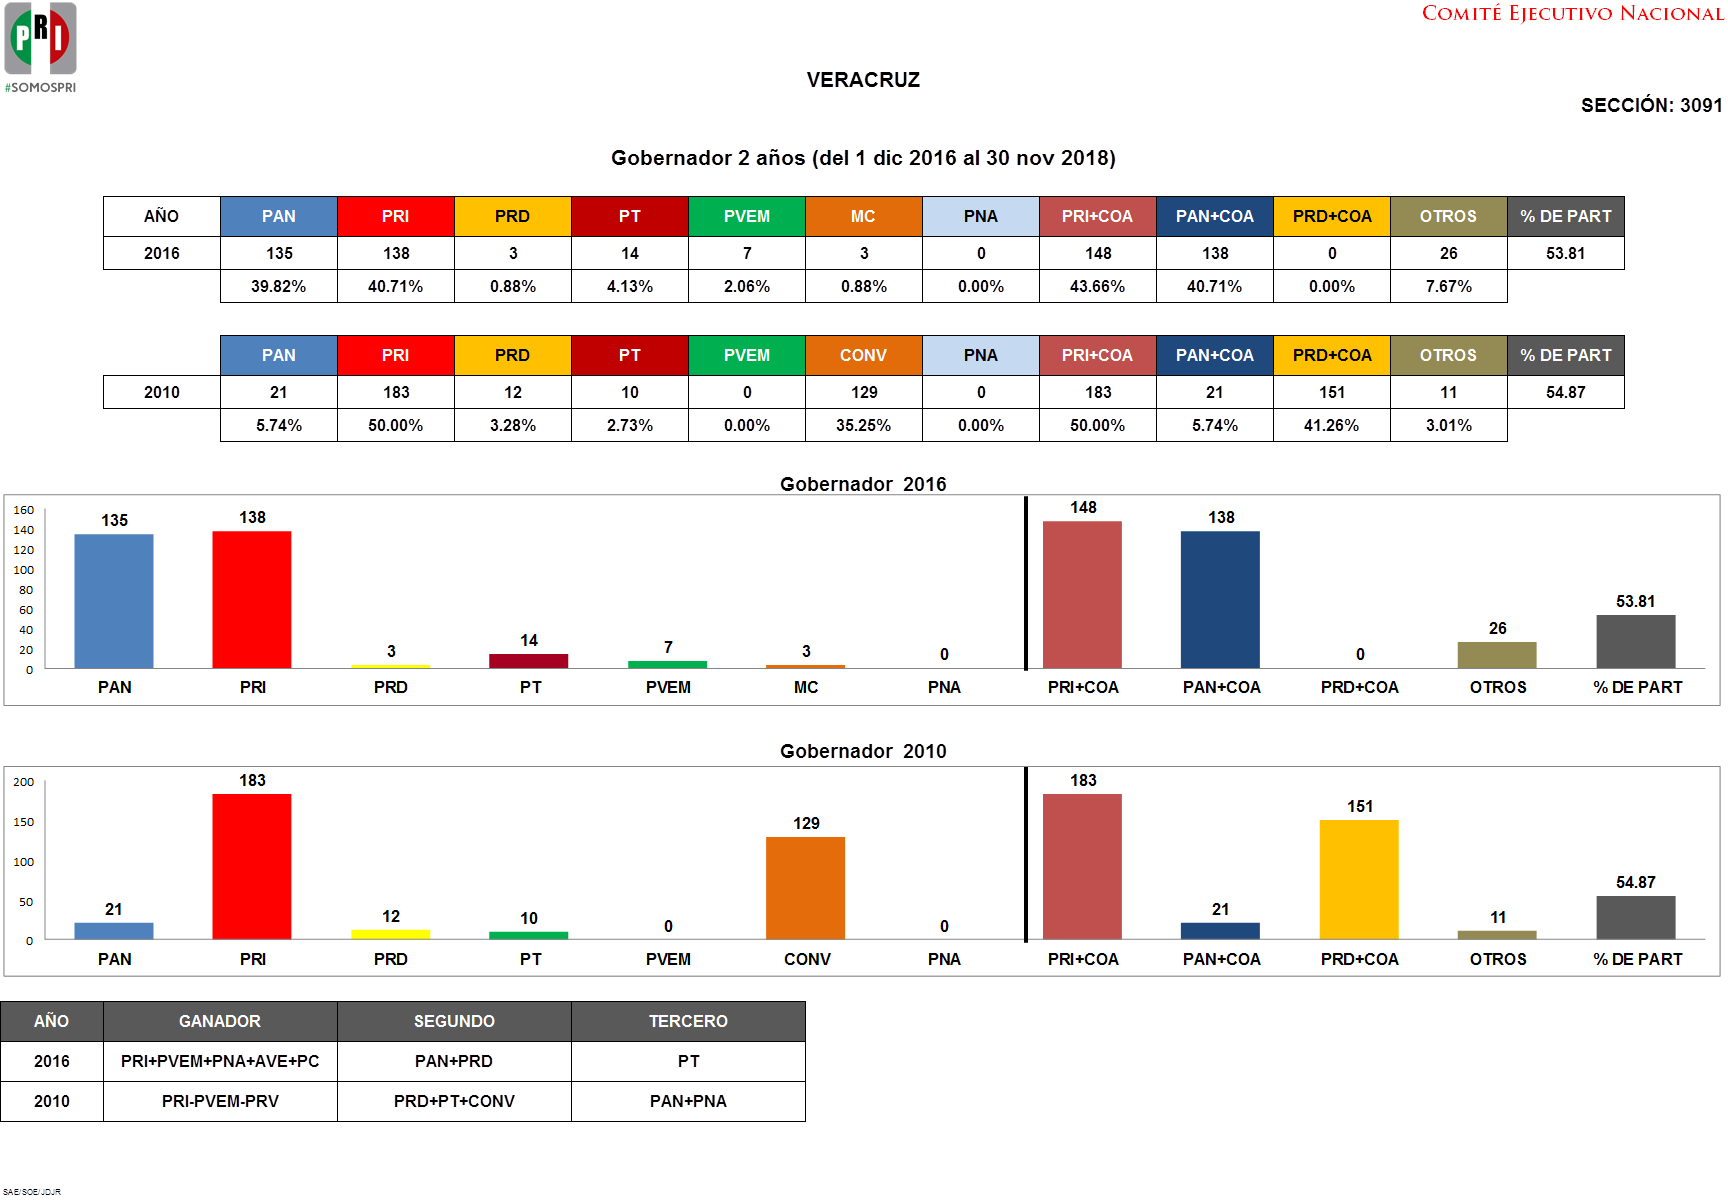 PRI
#SOMOSPRI
COMITÉ EJECUTIVO NACIONAL
VERACRUZ
SECCIÓN: 3091
Gobernador 2 años (del 1 dic 2016 al 30 nov 2018)
AÑO PAN PRI PRD PT PVEM MC PNA PRI+COA PAN+COA PRD+COA OTROS % DE PART
2016 135 138 3 14 7 3 0 148 138 0 26 53.81
39.82% 40.71% 0.88% 4.13% 2.06% 0.88% 0.00% 43.66% 40.71% 0.00% 7.67%
PAN PRI PRD PT PVEM CONV PNA PRI+COA PAN+COA PRD+COA OTROS % DE PART
2010 21 183 12 10 0 129 0 183 21 151 11 54.87
5.74% 50.00% 3.28% 2.73% 0.00% 35.25% 0.00% 50.00% 5.74% 41.26% 3.01%
Gobernador 2016
160
140
120
100
80
60
40
20
0
135 138 3 14 7 3 0 148 138 0 26 53.81
PAN PRI PRD PT PVEM MC PNA PRI+COA PAN+COA PRD+COA OTROS % DE PART
Gobernador 2010
200
150
100
50
0
21 183 12 10 0 129 0 183 21 151 11 54.87
PAN PRI PRD PT PVEM CONV PNA PRI+COA PAN+COA PRD+COA OTROS % DE PART
AÑO GANADOR SEGUNDO TERCERO
2016 PRI+PVEM+PNA+AVE+PC PAN+PRD PT
2010 PRI-PVEM-PRV PRD+PT+CONV PAN+PNA
SAE/SOE/JDJR